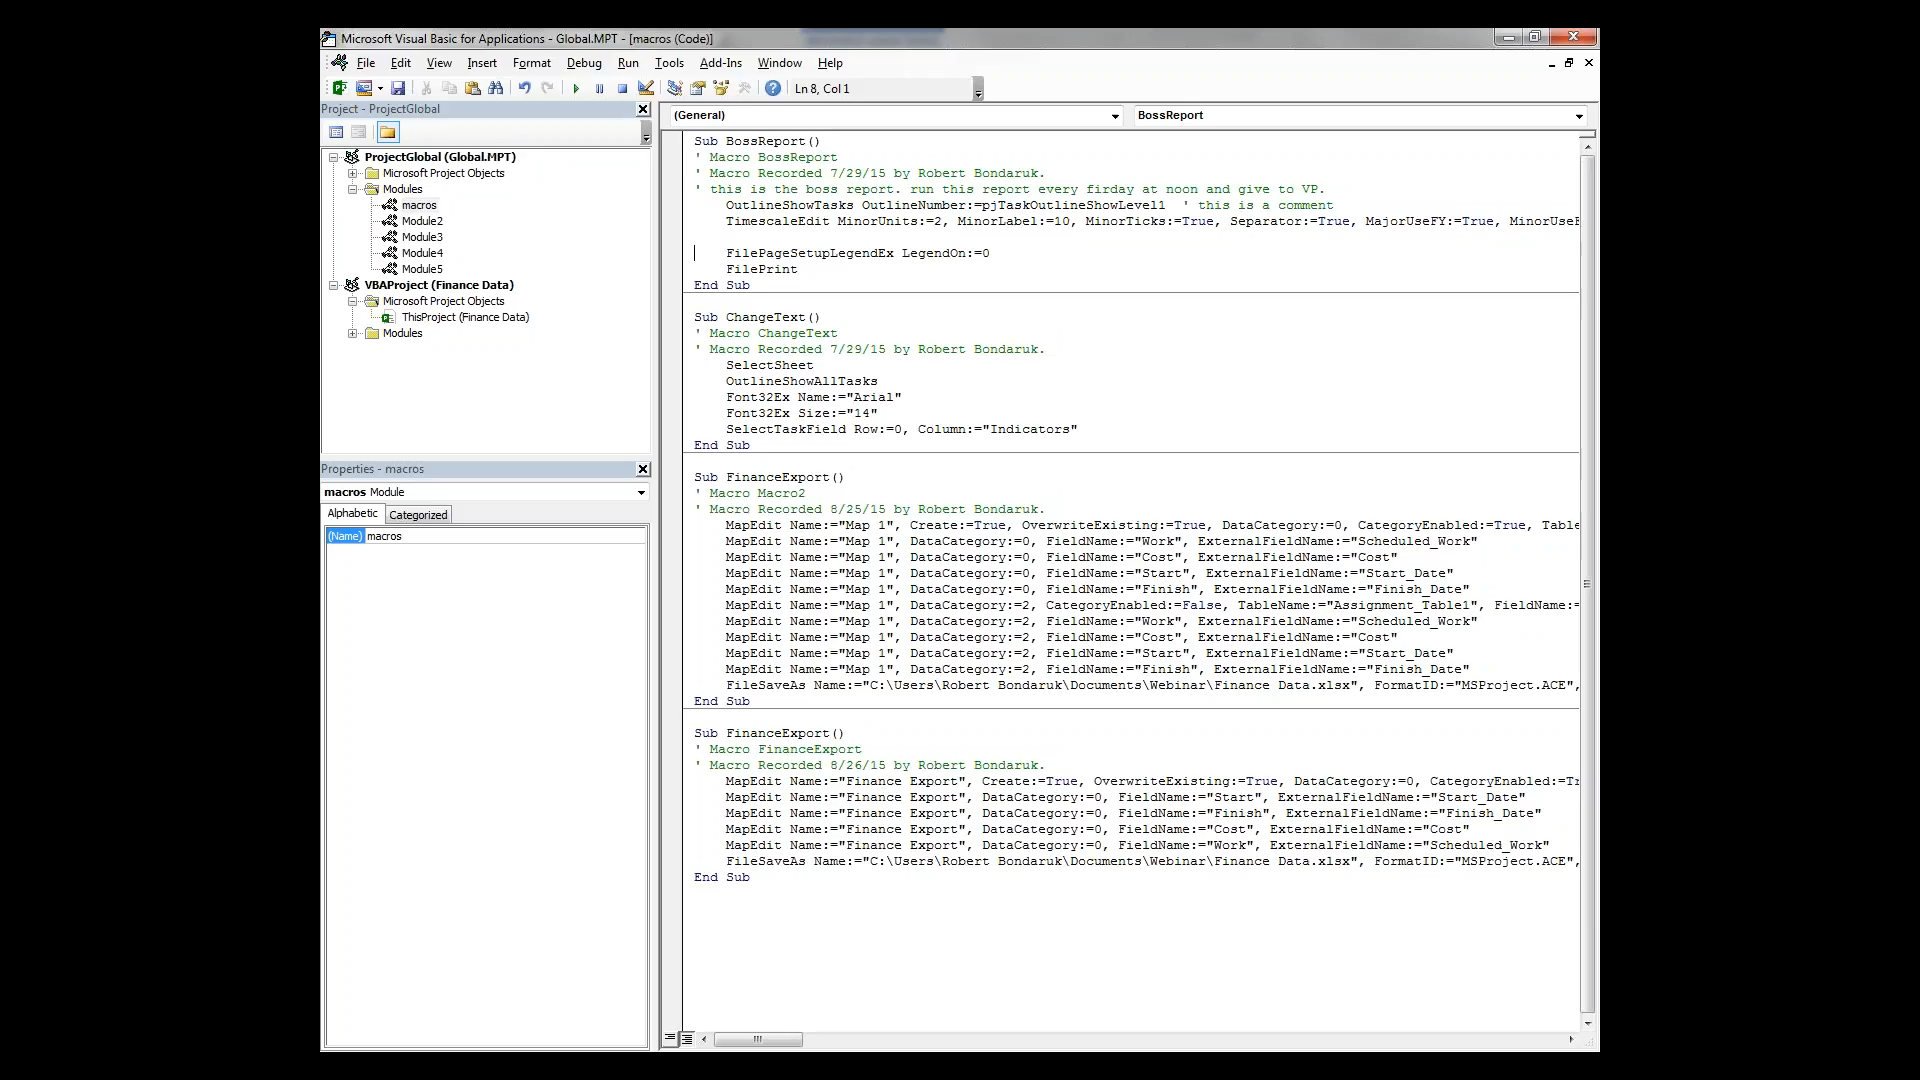 Microsoft Visual Basic for Applications - Global.MPT - [macros (Code)]
File Edit View Insert Format Debug Run Tools Add-Ins Window Help
Ln 8, Col 1
Project - ProjectGlobal
ProjectGlobal (Global.MPT)
Microsoft Project Objects
Modules
macros
Module2
Module3
Module4
Module5
VBAProject (Finance Data)
Microsoft Project Objects
ThisProject (Finance Data)
Modules
Properties - macros
macros Module
Alphabetic Categorized
(Name) macros
(General) BossReport
Sub BossReport()
' Macro BossReport
' Macro Recorded 7/29/15 by Robert Bondaruk.
' this is the boss report. run this report every firday at noon and give to VP.
OutlineShowTasks OutlineNumber:=pjTaskOutlineShowLevel1 ' this is a comment
TimescaleEdit MinorUnits:=2, MinorLabel:=10, MinorTicks:=True, Separator:=True, MajorUseFY:=True, MinorUseF
FilePageSetupLegendEx LegendOn:=0
FilePrint
End Sub
Sub ChangeText()
' Macro ChangeText
' Macro Recorded 7/29/15 by Robert Bondaruk.
SelectSheet
OutlineShowAllTasks
Font32Ex Name:="Arial"
Font32Ex Size:="14"
SelectTaskField Row:=0, Column:="Indicators"
End Sub
Sub FinanceExport()
' Macro Macro2
' Macro Recorded 8/25/15 by Robert Bondaruk.
MapEdit Name:="Map 1", Create:=True, OverwriteExisting:=True, DataCategory:=0, CategoryEnabled:=True, Table
MapEdit Name:="Map 1", DataCategory:=0, FieldName:="Work", ExternalFieldName:="Scheduled_Work"
MapEdit Name:="Map 1", DataCategory:=0, FieldName:="Cost", ExternalFieldName:="Cost"
MapEdit Name:="Map 1", DataCategory:=0, FieldName:="Start", ExternalFieldName:="Start_Date"
MapEdit Name:="Map 1", DataCategory:=0, FieldName:="Finish", ExternalFieldName:="Finish_Date"
MapEdit Name:="Map 1", DataCategory:=2, CategoryEnabled:=False, TableName:="Assignment_Table1", FieldName:=
MapEdit Name:="Map 1", DataCategory:=2, FieldName:="Work", ExternalFieldName:="Scheduled_Work"
MapEdit Name:="Map 1", DataCategory:=2, FieldName:="Cost", ExternalFieldName:="Cost"
MapEdit Name:="Map 1", DataCategory:=2, FieldName:="Start", ExternalFieldName:="Start_Date"
MapEdit Name:="Map 1", DataCategory:=2, FieldName:="Finish", ExternalFieldName:="Finish_Date"
FileSaveAs Name:="C:\Users\Robert Bondaruk\Documents\Webinar\Finance Data.xlsx", FormatID:="MSProject.ACE",
End Sub
Sub FinanceExport()
' Macro FinanceExport
' Macro Recorded 8/26/15 by Robert Bondaruk.
MapEdit Name:="Finance Export", Create:=True, OverwriteExisting:=True, DataCategory:=0, CategoryEnabled:=Tr
MapEdit Name:="Finance Export", DataCategory:=0, FieldName:="Start", ExternalFieldName:="Start_Date"
MapEdit Name:="Finance Export", DataCategory:=0, FieldName:="Finish", ExternalFieldName:="Finish_Date"
MapEdit Name:="Finance Export", DataCategory:=0, FieldName:="Cost", ExternalFieldName:="Cost"
MapEdit Name:="Finance Export", DataCategory:=0, FieldName:="Work", ExternalFieldName:="Scheduled_Work"
FileSaveAs Name:="C:\Users\Robert Bondaruk\Documents\Webinar\Finance Data.xlsx", FormatID:="MSProject.ACE",
End Sub